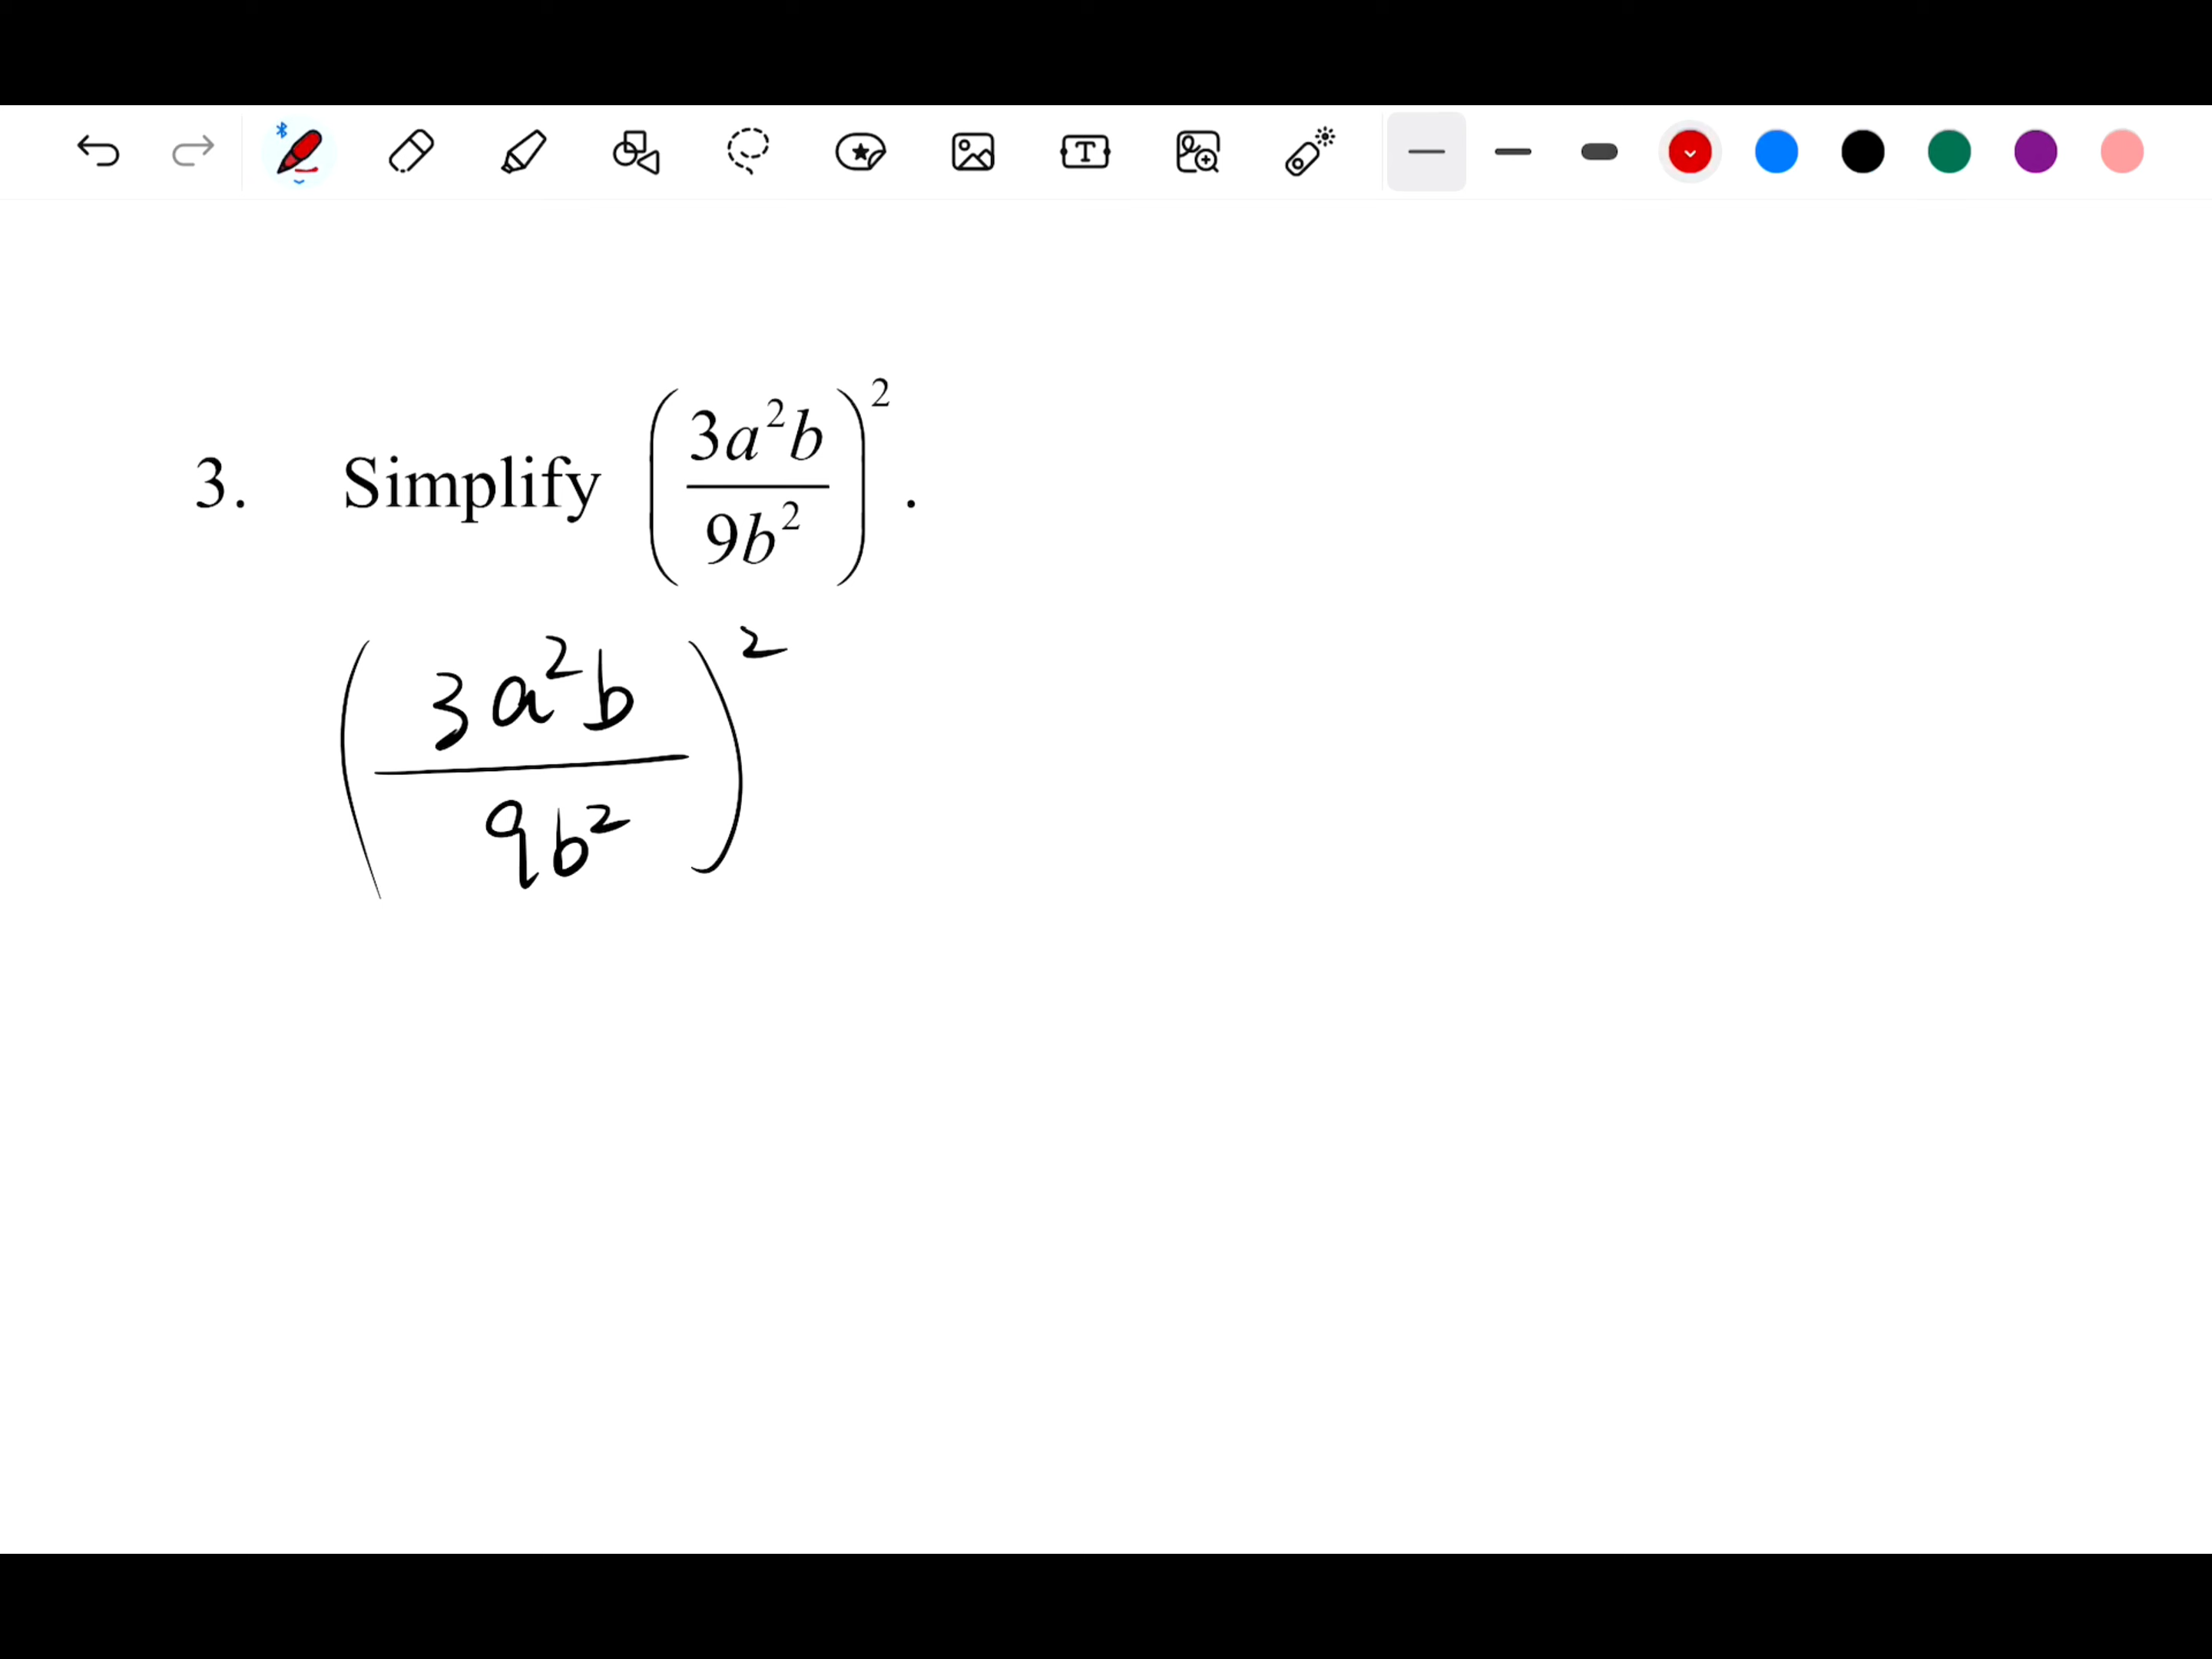 3. Simplify (3a²b / 9b²)².
(3a²b / 9b²)²